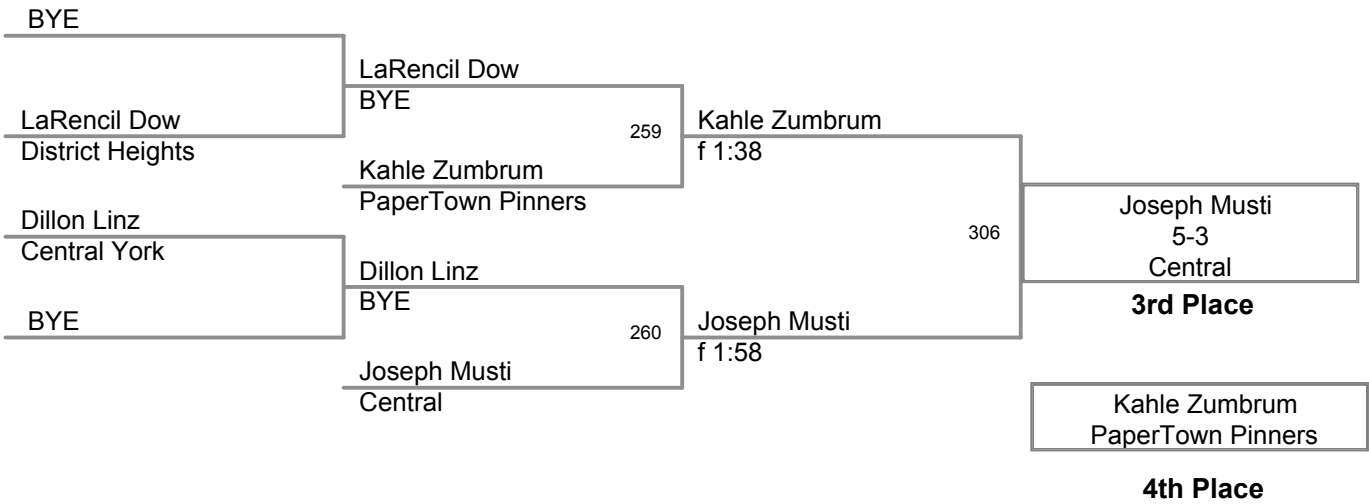 BYE
LaRencil Dow
BYE
LaRencil Dow
District Heights
259
Kahle Zumbrum
f 1:38
Kahle Zumbrum
PaperTown Pinners
Dillon Linz
Central York
306
Joseph Musti
5-3
Central
3rd Place
Dillon Linz
BYE
BYE
260
Joseph Musti
f 1:58
Joseph Musti
Central
Kahle Zumbrum
PaperTown Pinners
4th Place